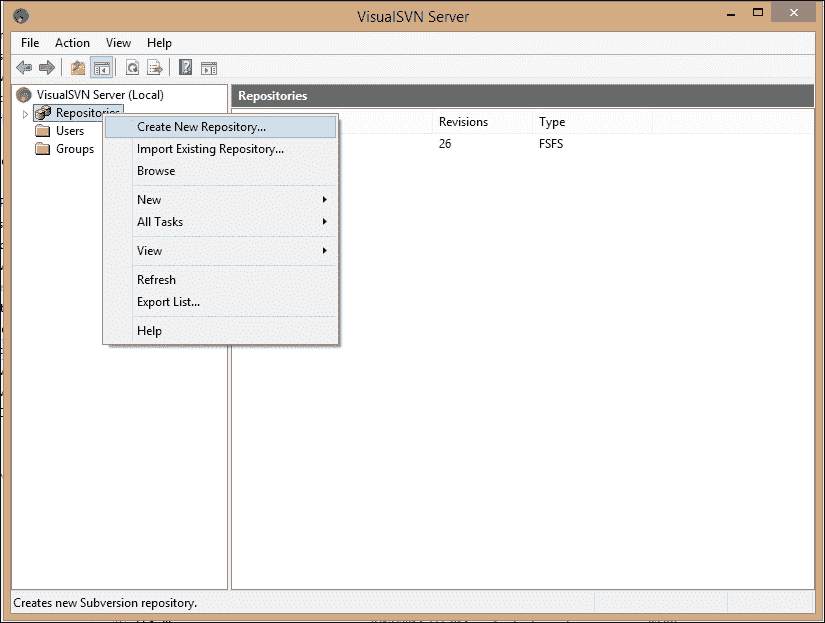 VisualSVN Server
File Action View Help
VisualSVN Server (Local)
Repositories
Users
Groups
Create New Repository...
Import Existing Repository...
Browse
New
All Tasks
View
Refresh
Export List...
Help
Repositories
Revisions Type
26 FSFS
Creates new Subversion repository.